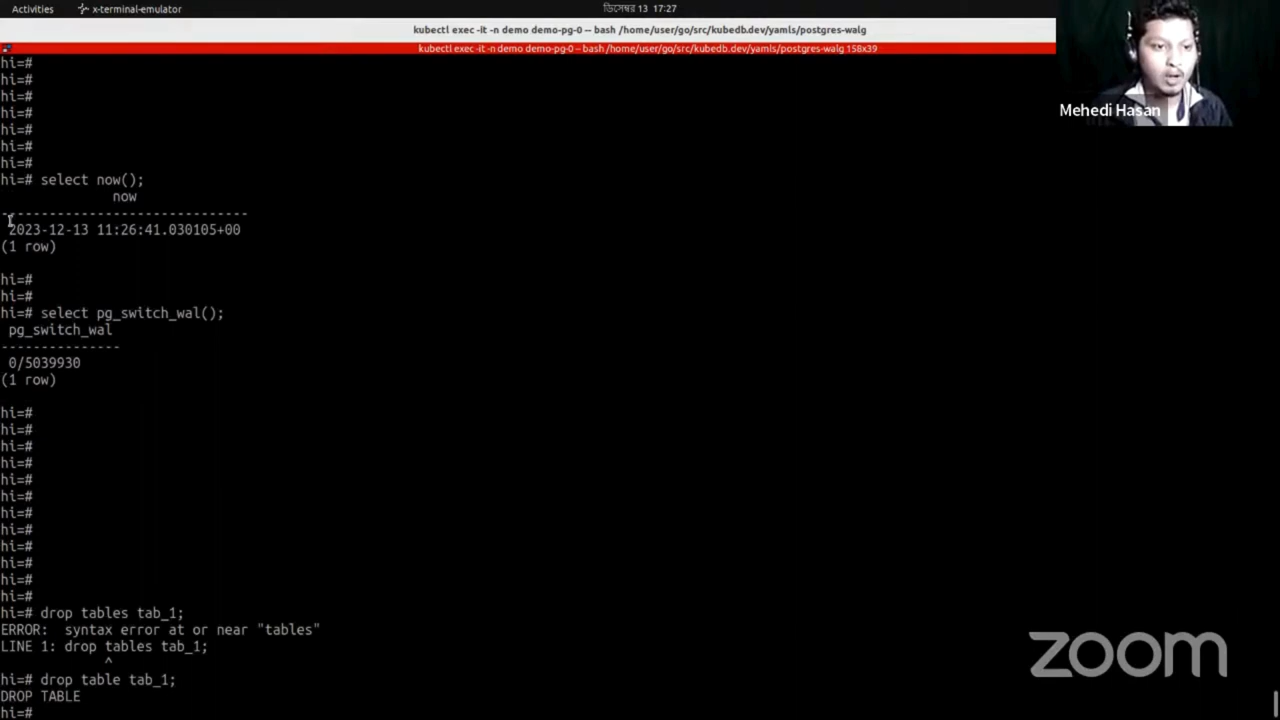 Activities
x-terminal-emulator
ডিসেম্বর 13 17:27
kubectl exec -it -n demo demo-pg-0 -- bash /home/user/go/src/kubedb.dev/yamls/postgres-walg
kubectl exec -it -n demo demo-pg-0 -- bash /home/user/go/src/kubedb.dev/yamls/postgres-walg 158x39
Mehedi Hasan
hi=#
hi=#
hi=#
hi=#
hi=#
hi=#
hi=#
hi=# select now();
now
-------------------------------
2023-12-13 11:26:41.030105+00
(1 row)
hi=#
hi=#
hi=# select pg_switch_wal();
pg_switch_wal
---------------
0/5039930
(1 row)
hi=#
hi=#
hi=#
hi=#
hi=#
hi=#
hi=#
hi=#
hi=#
hi=#
hi=#
hi=#
hi=# drop tables tab_1;
ERROR:  syntax error at or near "tables"
LINE 1: drop tables tab_1;
^
hi=# drop table tab_1;
DROP TABLE
hi=#
zoom